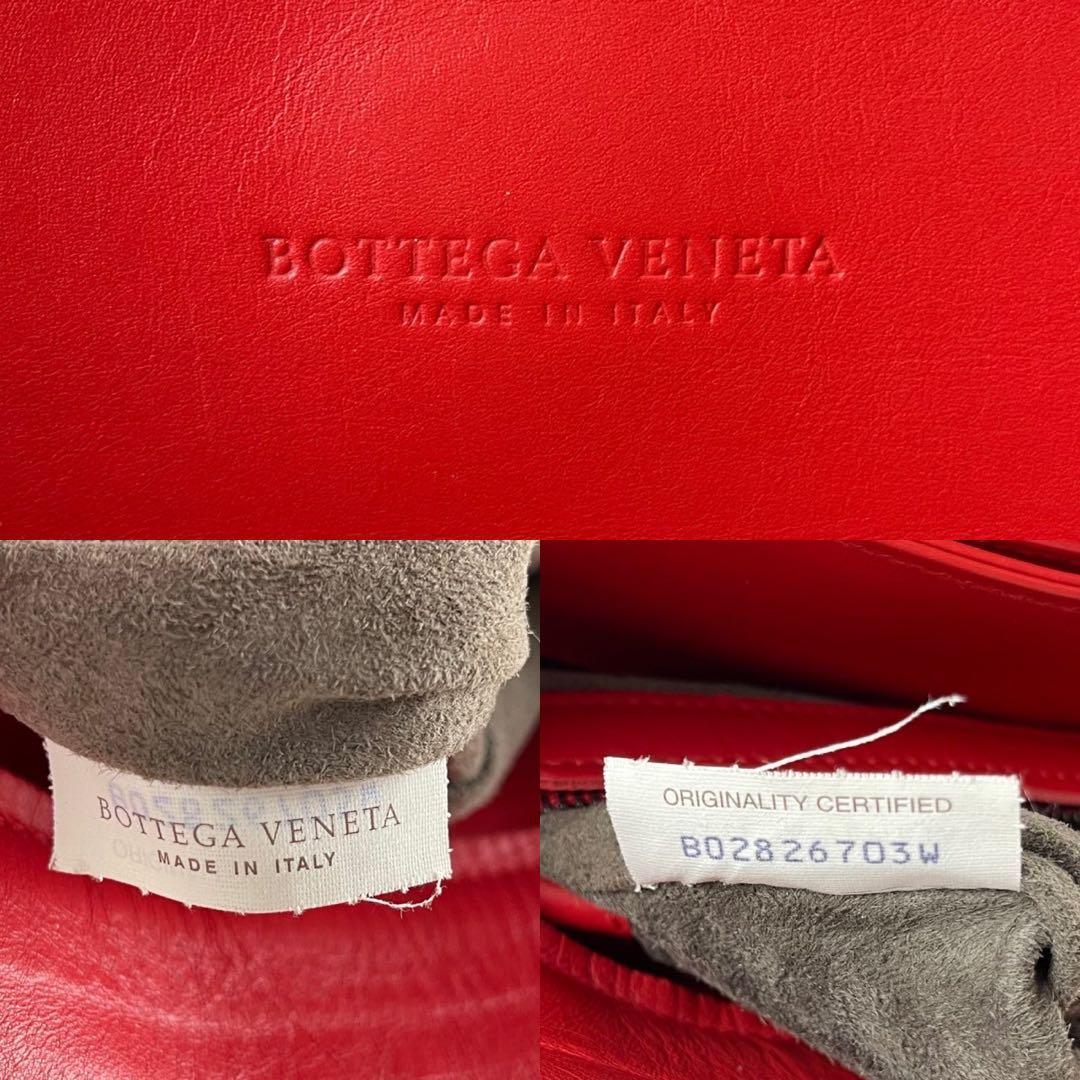 BOTTEGA VENETA
MADE IN ITALY
BOTTEGA VENETA
MADE IN ITALY
ORIGINALITY CERTIFIED
B02826703W